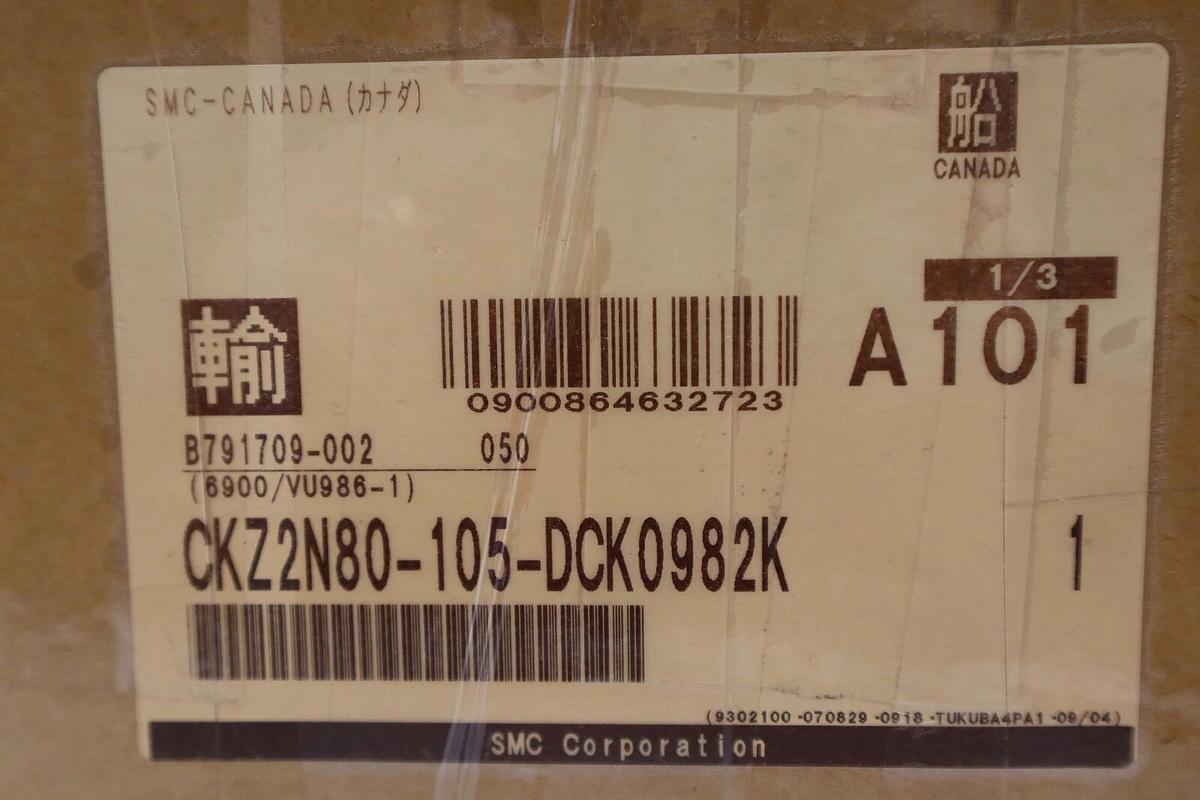 SMC-CANADA (カナダ)
船
CANADA
1/3
A101
輸
0900864632723
B791709-002 050
(6900/VU986-1)
CKZ2N80-105-DCK0982K 1
(9302100 -070829 -0918 -TUKUBA4PA1 -09/04)
SMC Corporation